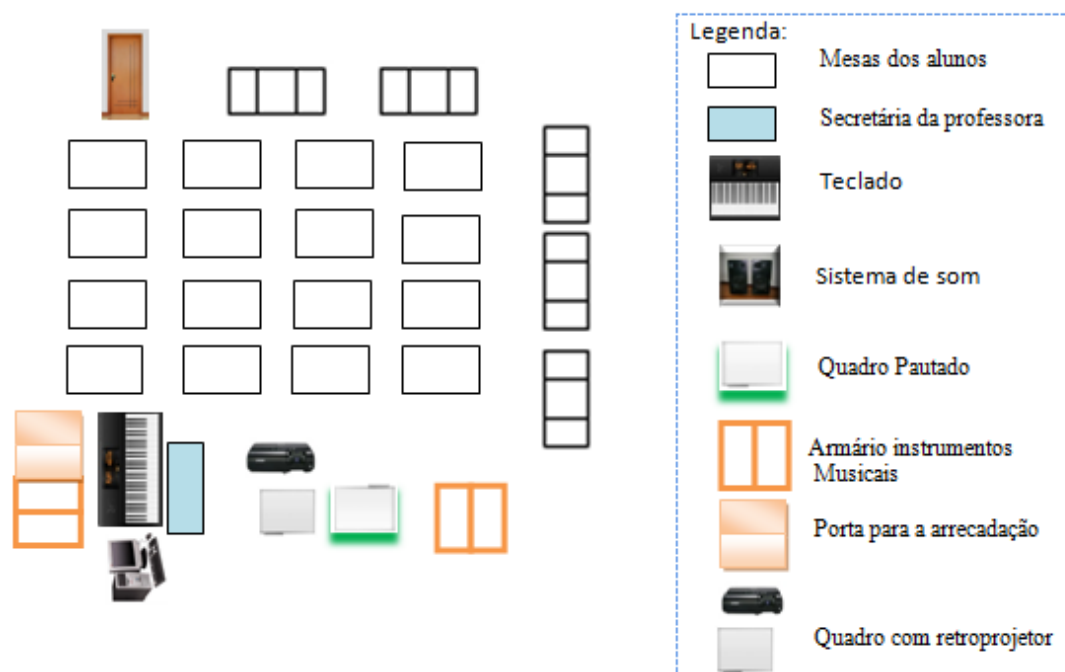 Legenda:
Mesas dos alunos
Secretária da professora
Teclado
Sistema de som
Quadro Pautado
Armário instrumentos
Musicais
Porta para a arrecadação
Quadro com retroprojetor